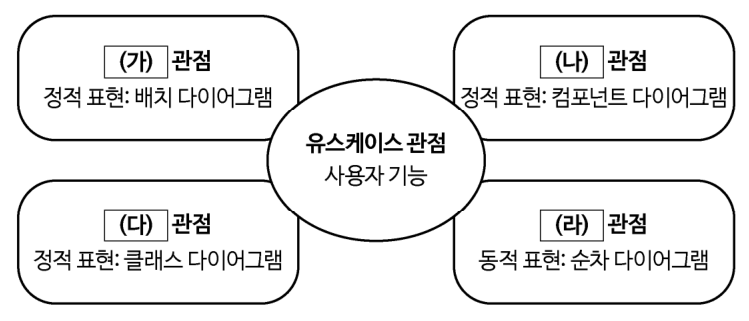 (가) 관점
정적 표현: 배치 다이어그램
(나) 관점
정적 표현: 컴포넌트 다이어그램
유스케이스 관점
사용자 기능
(다) 관점
정적 표현: 클래스 다이어그램
(라) 관점
동적 표현: 순차 다이어그램